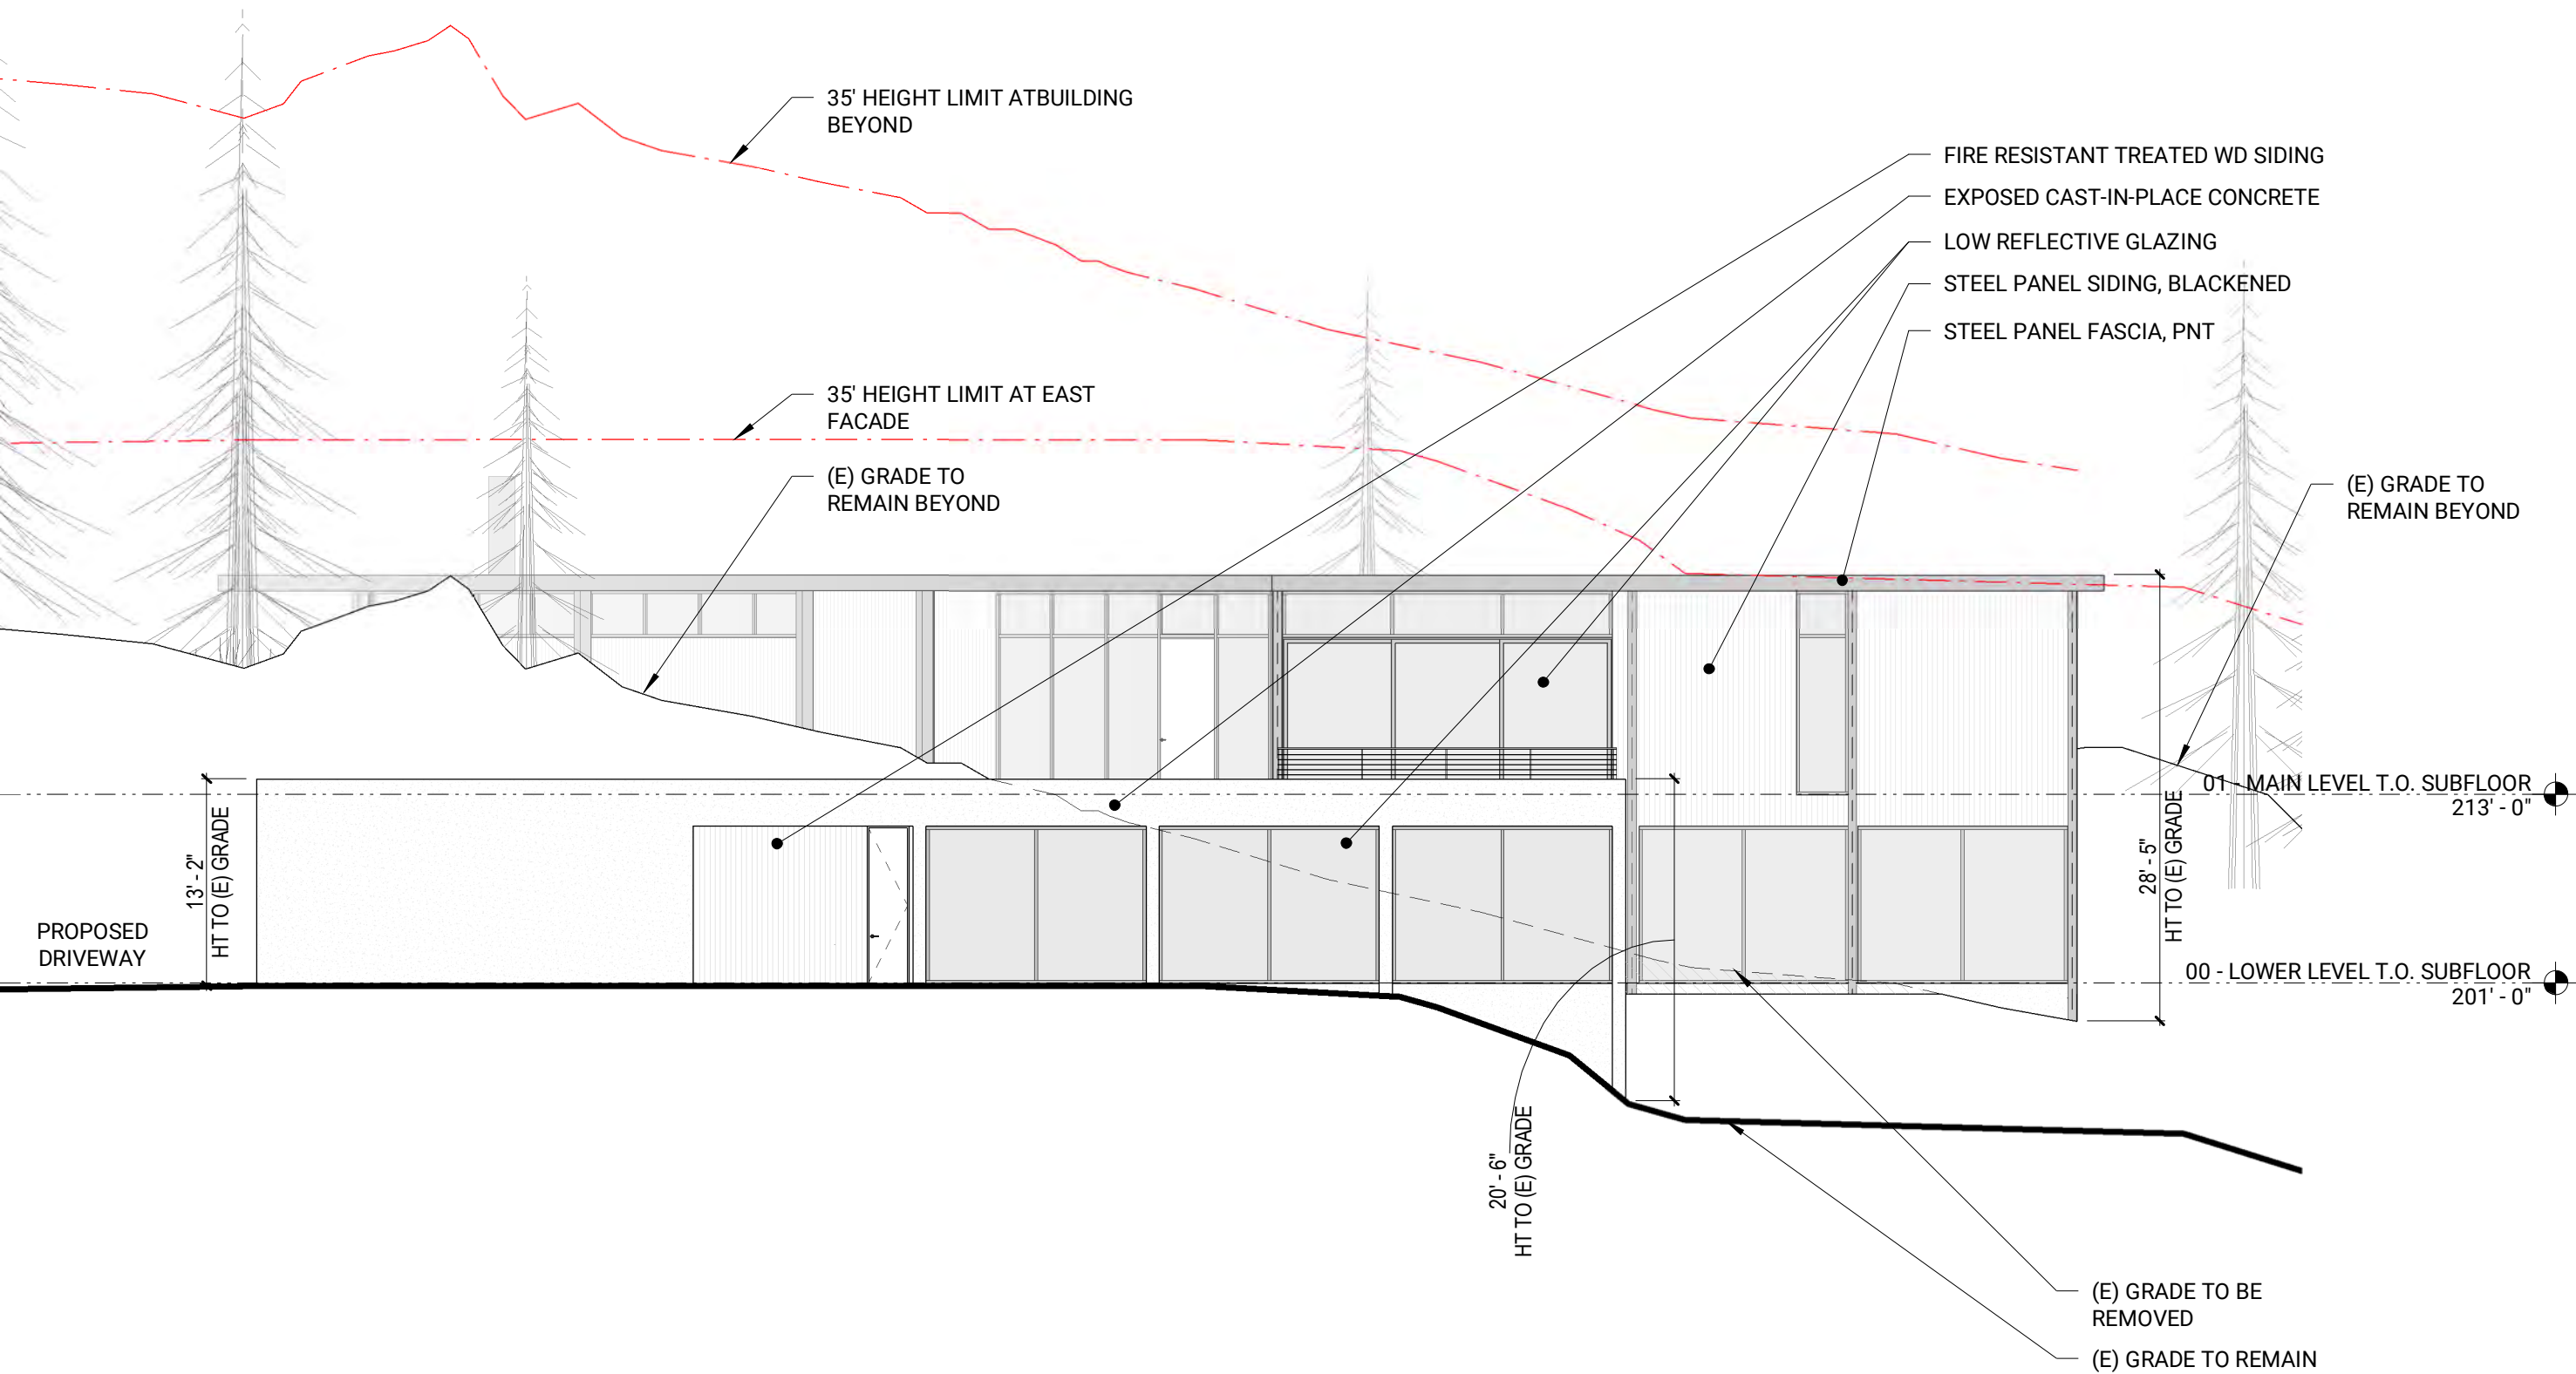 35' HEIGHT LIMIT ATBUILDING
BEYOND
FIRE RESISTANT TREATED WD SIDING
EXPOSED CAST-IN-PLACE CONCRETE
LOW REFLECTIVE GLAZING
STEEL PANEL SIDING, BLACKENED
STEEL PANEL FASCIA, PNT
35' HEIGHT LIMIT AT EAST
FACADE
(E) GRADE TO
REMAIN BEYOND
(E) GRADE TO
REMAIN BEYOND
01 - MAIN LEVEL T.O. SUBFLOOR
213' - 0"
13' - 2"
HT TO (E) GRADE
28' - 5"
HT TO (E) GRADE
PROPOSED
DRIVEWAY
00 - LOWER LEVEL T.O. SUBFLOOR
201' - 0"
20' - 6"
HT TO (E) GRADE
(E) GRADE TO BE
REMOVED
(E) GRADE TO REMAIN